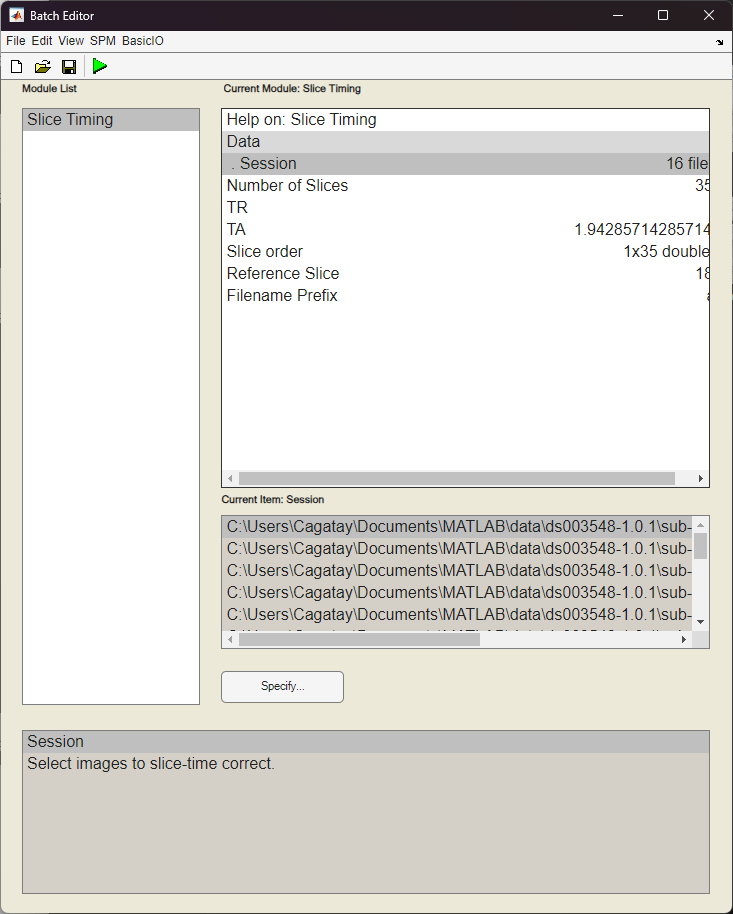 Batch Editor
File Edit View SPM BasicIO
Module List
Current Module: Slice Timing
Slice Timing
Help on: Slice Timing
Data
. Session 16 file
Number of Slices 35
TR
TA 1.94285714285714
Slice order 1x35 double
Reference Slice 18
Filename Prefix a
Current Item: Session
C:\Users\Cagatay\Documents\MATLAB\data\ds003548-1.0.1\sub-
C:\Users\Cagatay\Documents\MATLAB\data\ds003548-1.0.1\sub-
C:\Users\Cagatay\Documents\MATLAB\data\ds003548-1.0.1\sub-
C:\Users\Cagatay\Documents\MATLAB\data\ds003548-1.0.1\sub-
C:\Users\Cagatay\Documents\MATLAB\data\ds003548-1.0.1\sub-
Specify...
Session
Select images to slice-time correct.